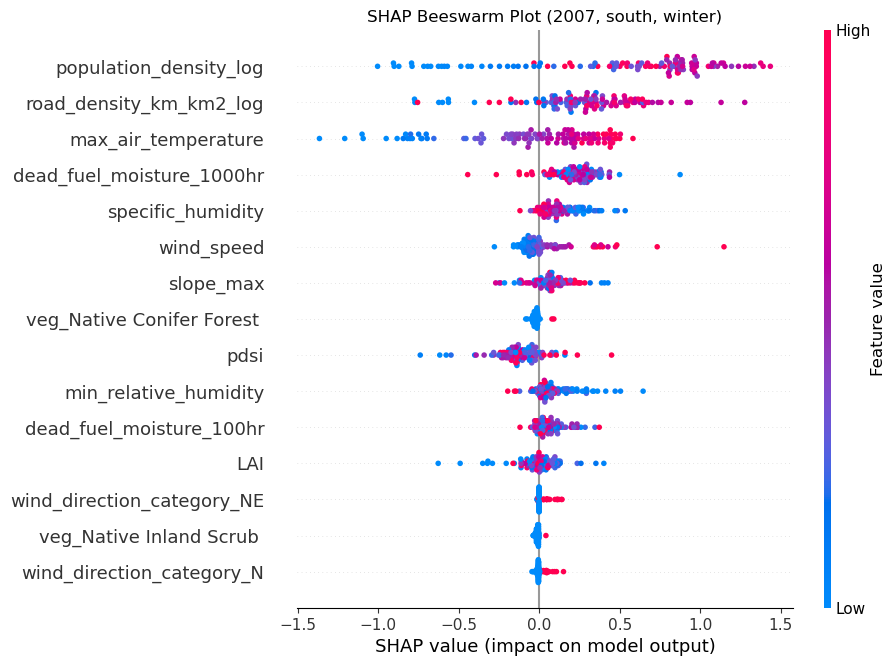 SHAP Beeswarm Plot (2007, south, winter)
High
population_density_log
road_density_km_km2_log
max_air_temperature
dead_fuel_moisture_1000hr
specific_humidity
wind_speed
slope_max
veg_Native Conifer Forest
pdsi
min_relative_humidity
dead_fuel_moisture_100hr
LAI
wind_direction_category_NE
veg_Native Inland Scrub
wind_direction_category_N
Feature value
Low
−1.5 −1.0 −0.5 0.0 0.5 1.0 1.5
SHAP value (impact on model output)